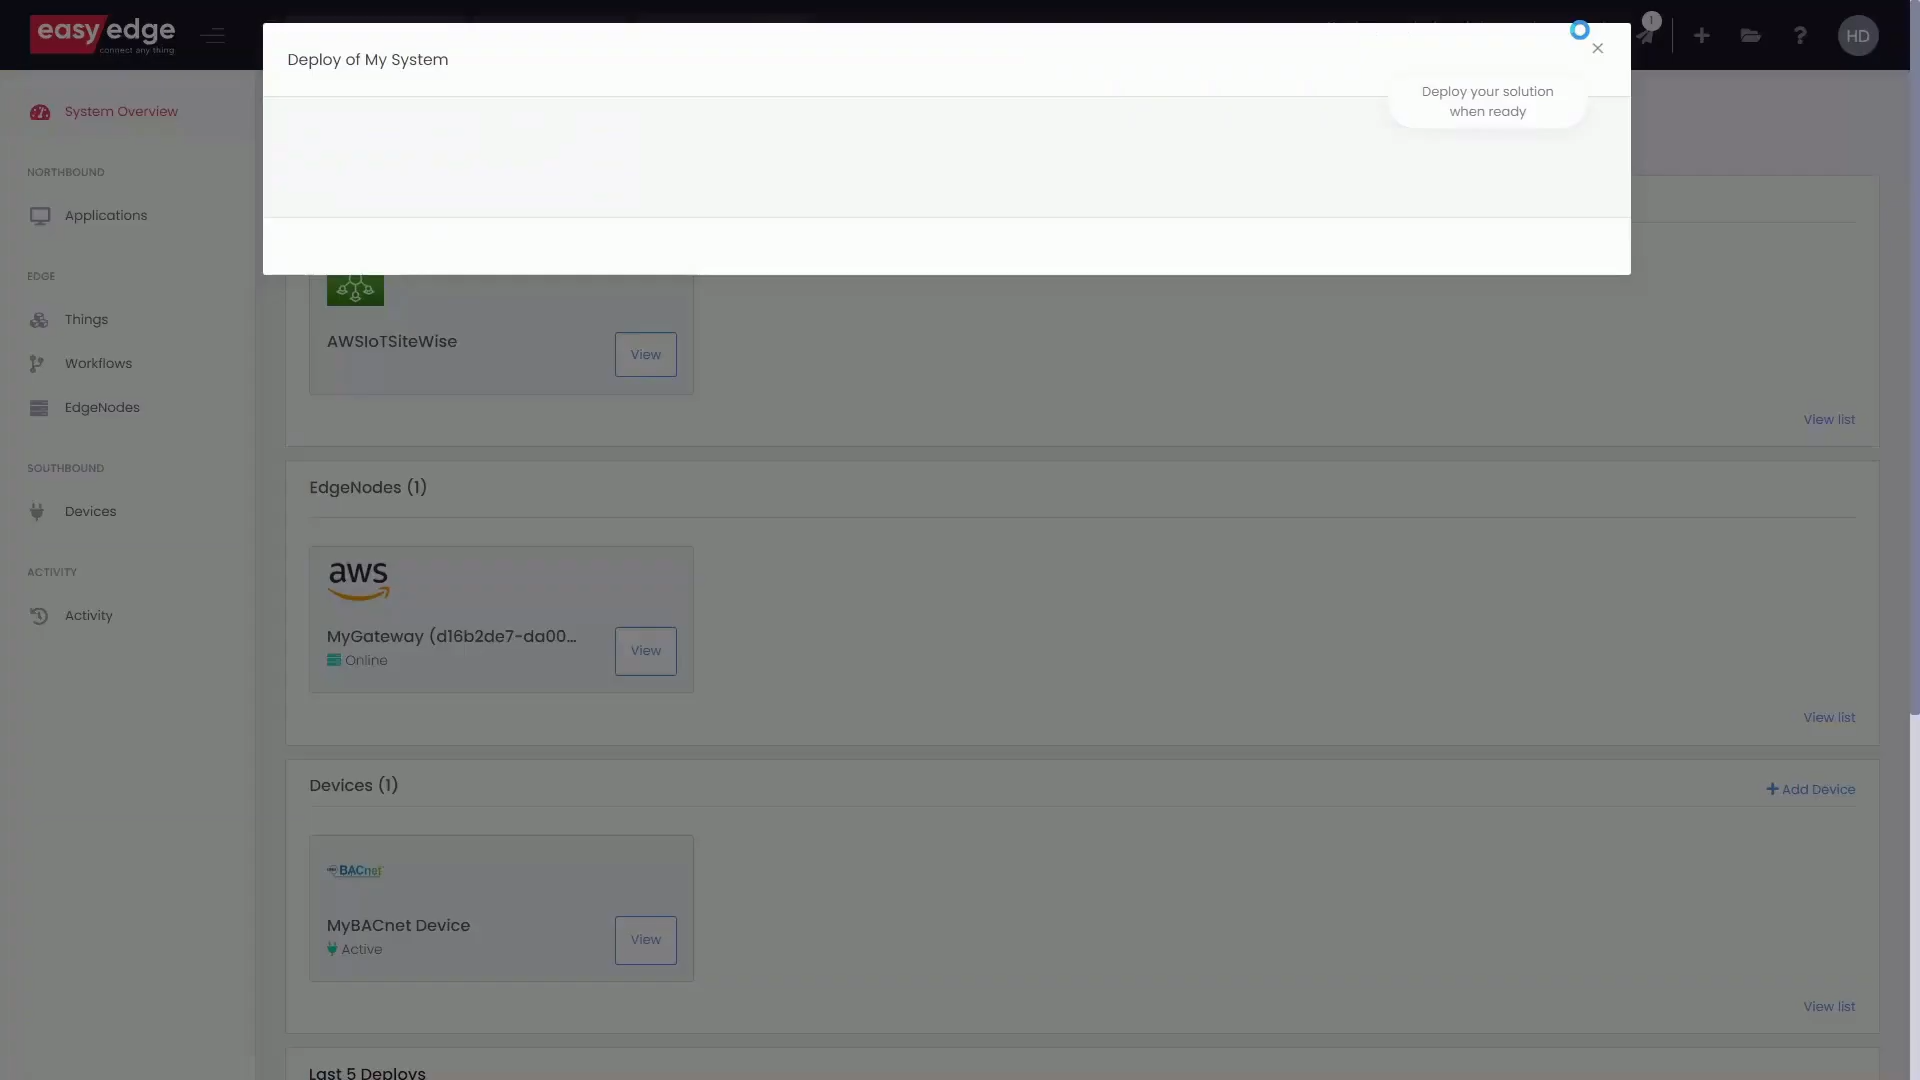 easy edge
connect any thing.
1
HD
Deploy of My System
×
Deploy your solution
when ready
System Overview
NORTHBOUND
Applications
EDGE
Things
Workflows
EdgeNodes
SOUTHBOUND
Devices
ACTIVITY
Activity
AWSIoTSiteWise
View
View list
EdgeNodes (1)
aws
MyGateway (d16b2de7-da00...
Online
View
View list
Devices (1)
+ Add Device
BACnet
MyBACnet Device
Active
View
View list
Last 5 Deploys